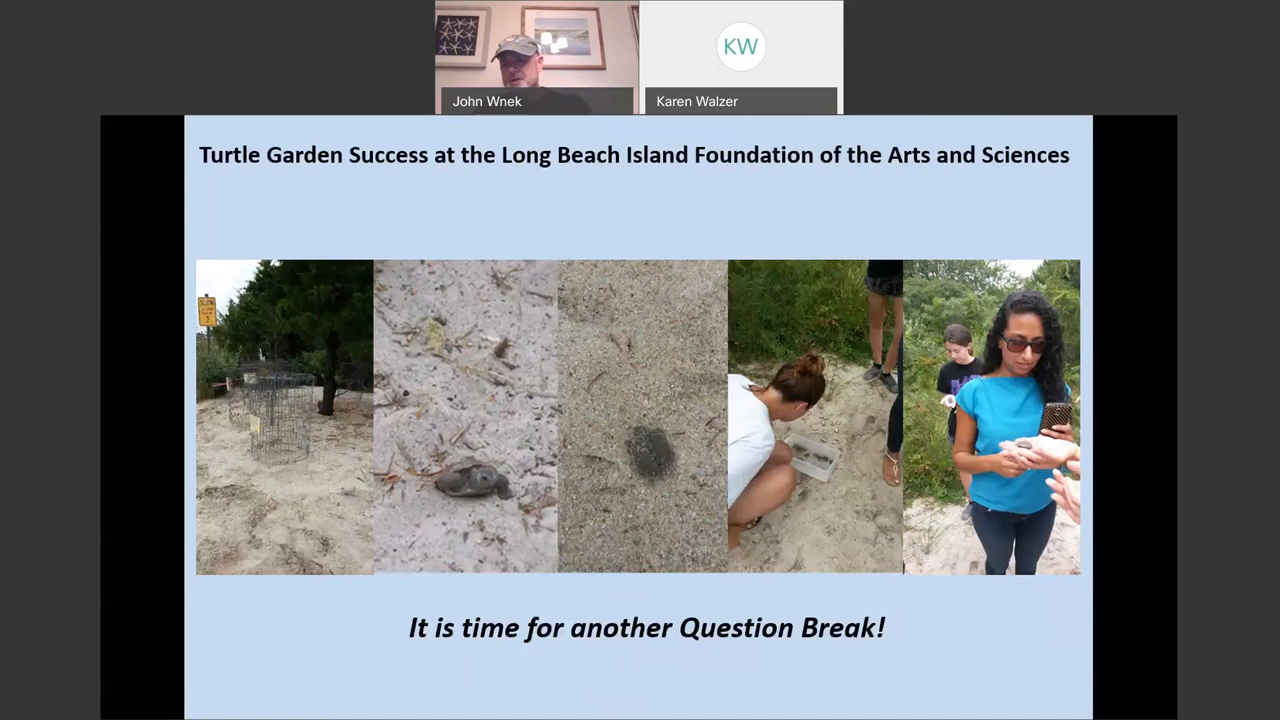 KW
John Wnek
Karen Walzer
Turtle Garden Success at the Long Beach Island Foundation of the Arts and Sciences
SLOW
It is time for another Question Break!